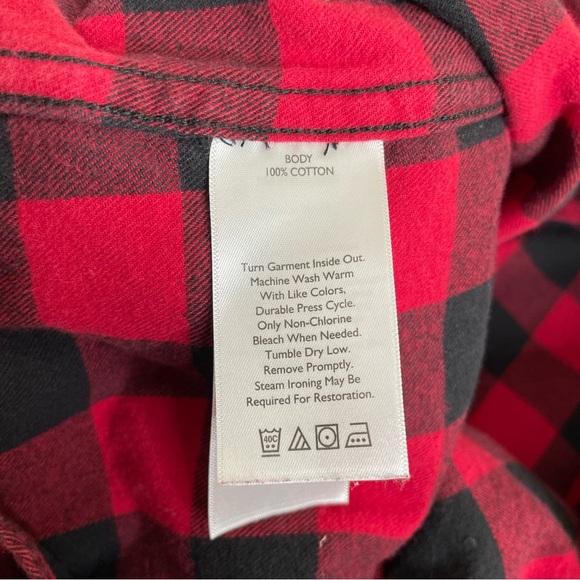 BODY
100% COTTON
Turn Garment Inside Out.
Machine Wash Warm
With Like Colors,
Durable Press Cycle.
Only Non-Chlorine
Bleach When Needed.
Tumble Dry Low.
Remove Promptly.
Steam Ironing May Be
Required For Restoration.
40C